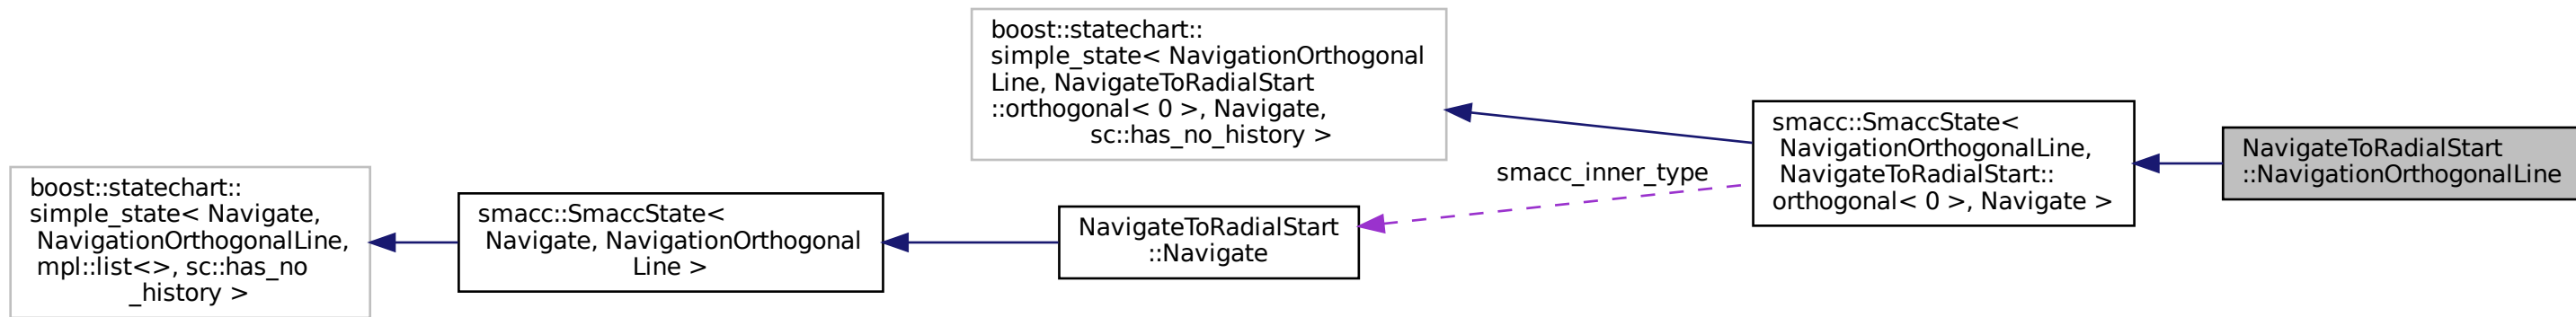 boost::statechart::
simple_state< NavigationOrthogonal
Line, NavigateToRadialStart
::orthogonal< 0 >, Navigate,
sc::has_no_history >
smacc::SmaccState<
NavigationOrthogonalLine,
NavigateToRadialStart::
orthogonal< 0 >, Navigate >
NavigateToRadialStart
::NavigationOrthogonalLine
smacc_inner_type
boost::statechart::
simple_state< Navigate,
NavigationOrthogonalLine,
mpl::list<>, sc::has_no
_history >
smacc::SmaccState<
Navigate, NavigationOrthogonal
Line >
NavigateToRadialStart
::Navigate